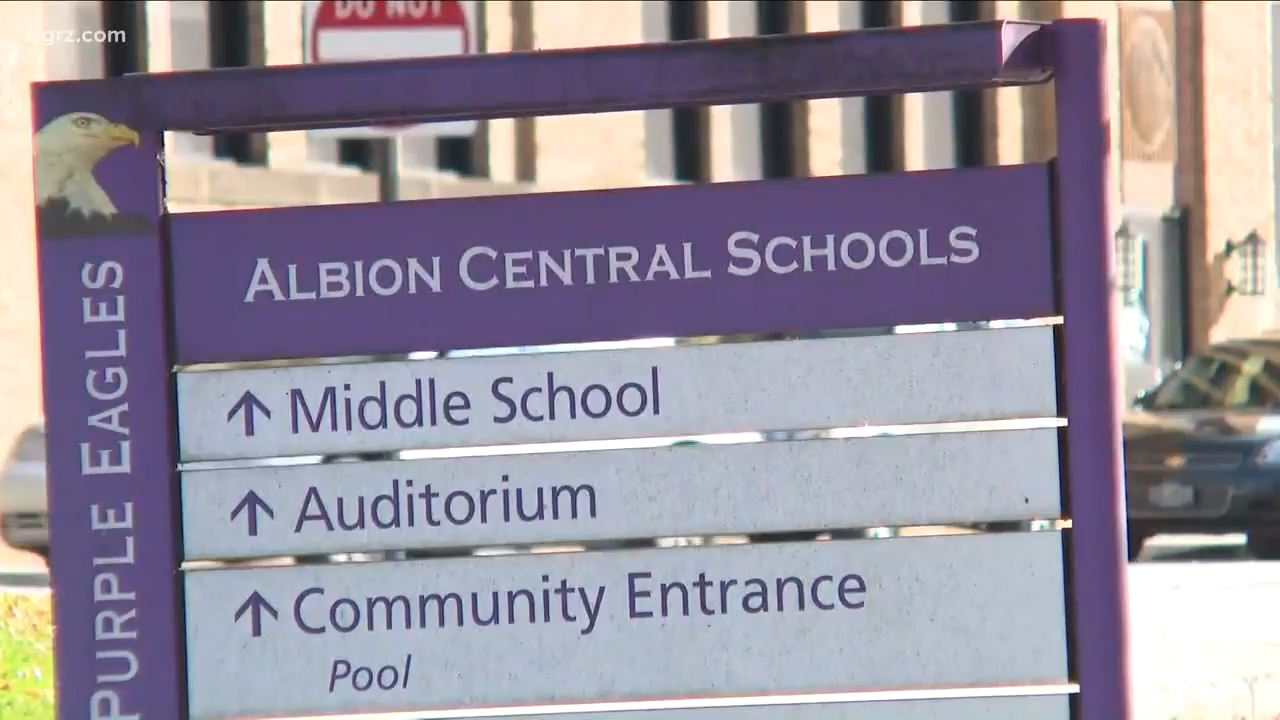 wgrz.com
DO NOT
ALBION CENTRAL SCHOOLS
PURPLE EAGLES
↑ Middle School
↑ Auditorium
↑ Community Entrance
Pool